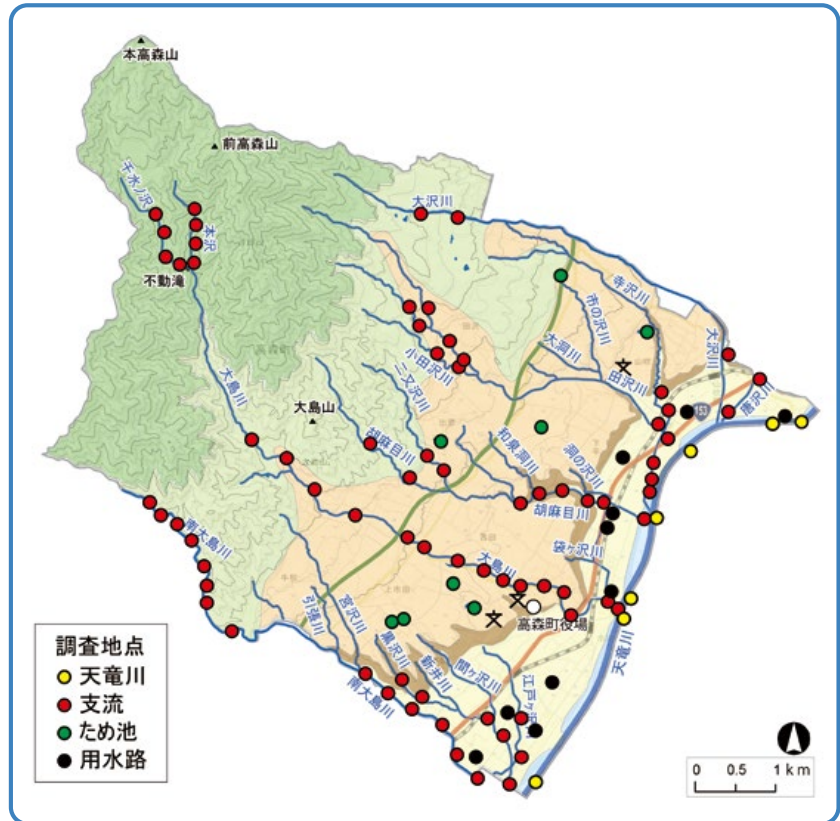 本高森山
前高森山
千水ノ沢
本沢
不動滝
大沢川
寺沢川
市の沢川
大洞川
田沢川
大沢川
唐沢川
153
小田沢川
二又沢川
大島川
大島山
胡麻目川
和泉洞川
洞の沢川
胡麻目川
袋ヶ沢川
南大島川
大島川
高森町役場
天竜川
引張川
宮沢川
黒沢川
新井川
間ヶ沢川
江戸ヶ沢川
南大島川
調査地点
天竜川
支流
ため池
用水路
0 0.5 1 km